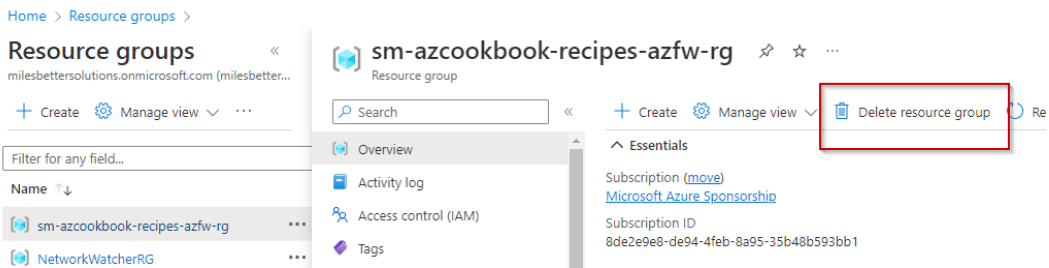 Home > Resource groups >
Resource groups
milesbettersolutions.onmicrosoft.com (milesbetter...
Create Manage view ...
Filter for any field...
Name
sm-azcookbook-recipes-azfw-rg ...
NetworkWatcherRG ...
sm-azcookbook-recipes-azfw-rg ...
Resource group
Search
Overview
Activity log
Access control (IAM)
Tags
Create Manage view Delete resource group Re
Essentials
Subscription (move)
Microsoft Azure Sponsorship
Subscription ID
8de2e9e8-de94-4feb-8a95-35b48b593bb1